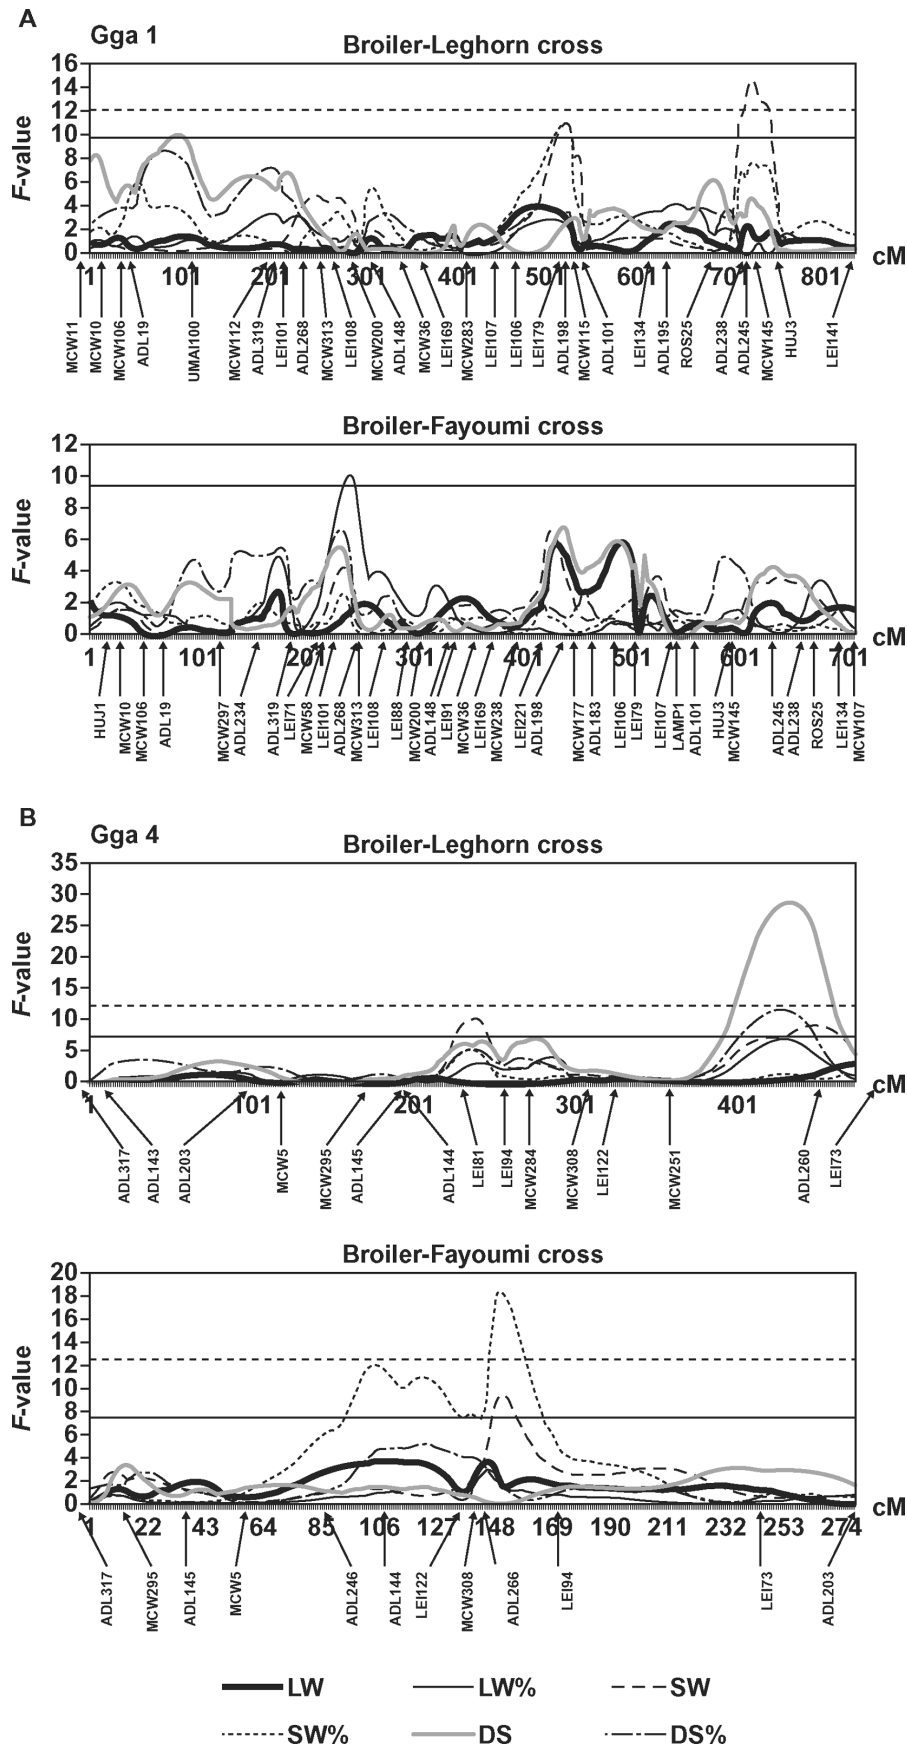 A
Gga 1
Broiler-Leghorn cross
16
14
12
10
8
6
4
2
0
F-value
1 101 201 301 401 501 601 701 801 cM
MCW11 MCW10 MCW106 ADL19 UMAI100 MCW112 ADL319 LEI101 ADL268 MCW313 LEI108 MCW200 ADL148 MCW36 LEI169 MCW283 LEI107 LEI106 LEI179 ADL198 MCW115 ADL101 LEI134 ADL195 ROS25 ADL238 ADL245 MCW145 HUJ3 LEI141
Broiler-Fayoumi cross
12
10
8
6
4
2
0
F-value
1 101 201 301 401 501 601 701 cM
HUJ1 MCW10 MCW106 ADL19 MCW297 ADL234 ADL319 LEI71 MCW58 LEI101 ADL268 MCW313 LEI108 LEI88 MCW200 ADL148 LEI91 MCW36 LEI169 MCW238 LEI221 ADL198 MCW177 ADL183 LEI106 LEI79 LEI107 LAMP1 ADL101 HUJ3 MCW145 ADL245 ADL238 ROS25 LEI134 MCW107
B
Gga 4
Broiler-Leghorn cross
35
30
25
20
15
10
5
0
F-value
1 101 201 301 401 cM
ADL317 ADL143 ADL203 MCW5 MCW295 ADL145 ADL144 LEI81 LEI94 MCW284 MCW308 LEI122 MCW251 ADL260 LEI73
Broiler-Fayoumi cross
20
18
16
14
12
10
8
6
4
2
0
F-value
1 22 43 64 85 106 127 148 169 190 211 232 253 274 cM
ADL317 MCW295 ADL145 MCW5 ADL246 ADL144 LEI122 MCW308 ADL266 LEI94 LEI73 ADL203
LW LW% SW
SW% DS DS%